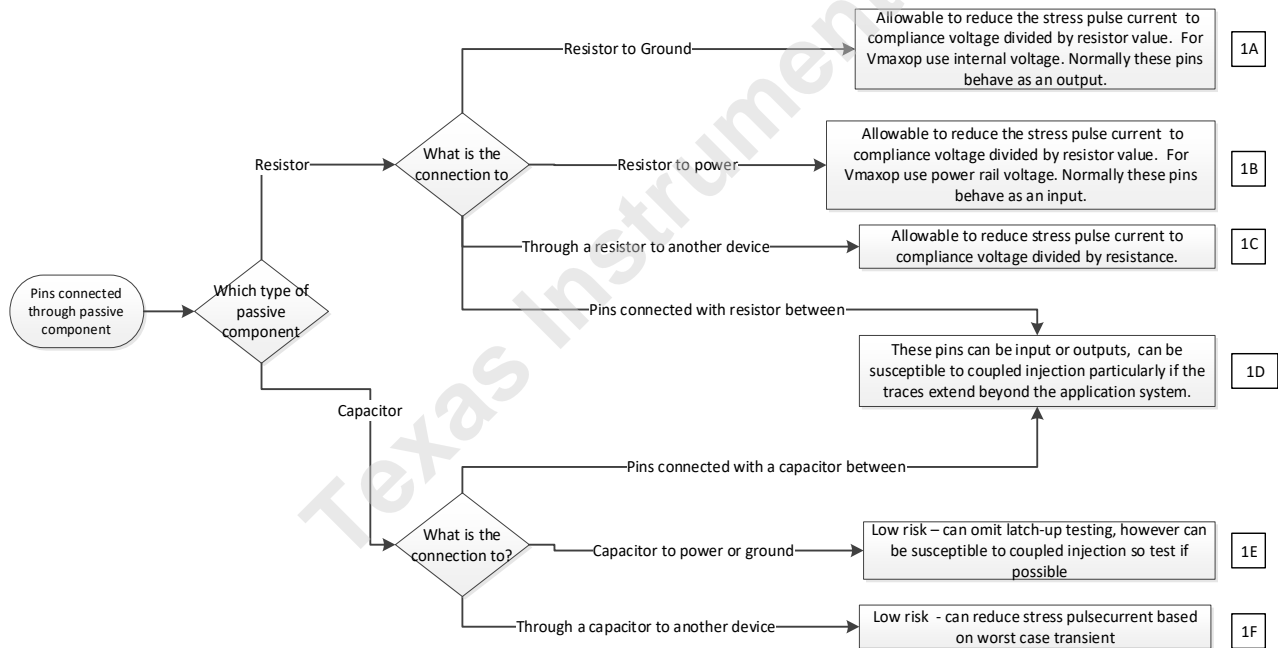 Pins connected
through passive
component
Which type of
passive
component
Resistor
What is the
connection to
Resistor to Ground
Allowable to reduce the stress pulse current to
compliance voltage divided by resistor value. For
Vmaxop use internal voltage. Normally these pins
behave as an output.
1A
Resistor to power
Allowable to reduce the stress pulse current to
compliance voltage divided by resistor value. For
Vmaxop use power rail voltage. Normally these pins
behave as an input.
1B
Through a resistor to another device
Allowable to reduce stress pulse current to
compliance voltage divided by resistance.
1C
Pins connected with resistor between
These pins can be input or outputs, can be
susceptible to coupled injection particularly if the
traces extend beyond the application system.
1D
Capacitor
What is the
connection to?
Pins connected with a capacitor between
Capacitor to power or ground
Low risk – can omit latch-up testing, however can
be susceptible to coupled injection so test if
possible
1E
Through a capacitor to another device
Low risk - can reduce stress pulsecurrent based
on worst case transient
1F
Texas Instrument